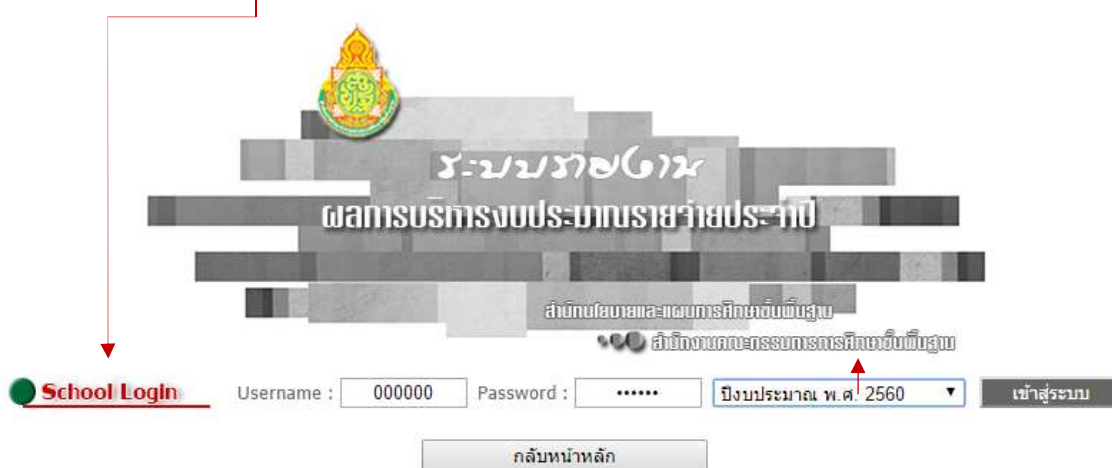 ระบบรายงาน
ผลการบริหารงบประมาณรายจ่ายประจำปี
สำนักนโยบายและแผนการศึกษาขั้นพื้นฐาน
สำนักงานคณะกรรมการการศึกษาขั้นพื้นฐาน
School Login Username : 000000 Password : •••••• ปีงบประมาณ พ.ศ. 2560 เข้าสู่ระบบ
กลับหน้าหลัก